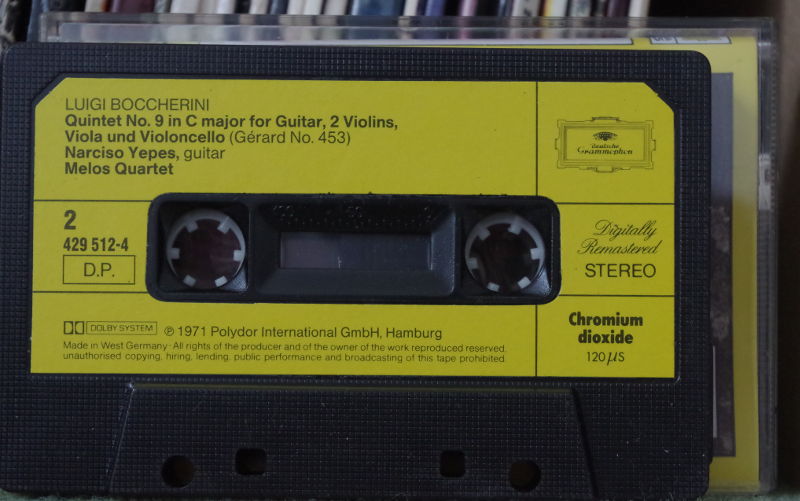 LUIGI BOCCHERINI
Quintet No. 9 in C major for Guitar, 2 Violins,
Viola und Violoncello (Gérard No. 453)
Narciso Yepes, guitar
Melos Quartet
deutsche
Grammophon
2
429 512-4
D.P.
Digitally
Remastered
STEREO
DOLBY SYSTEM ℗ 1971 Polydor International GmbH, Hamburg
Made in West Germany · All rights of the producer and of the owner of the work reproduced reserved,
unauthorised copying, hiring, lending, public performance and broadcasting of this tape prohibited.
Chromium
dioxide
120 µs